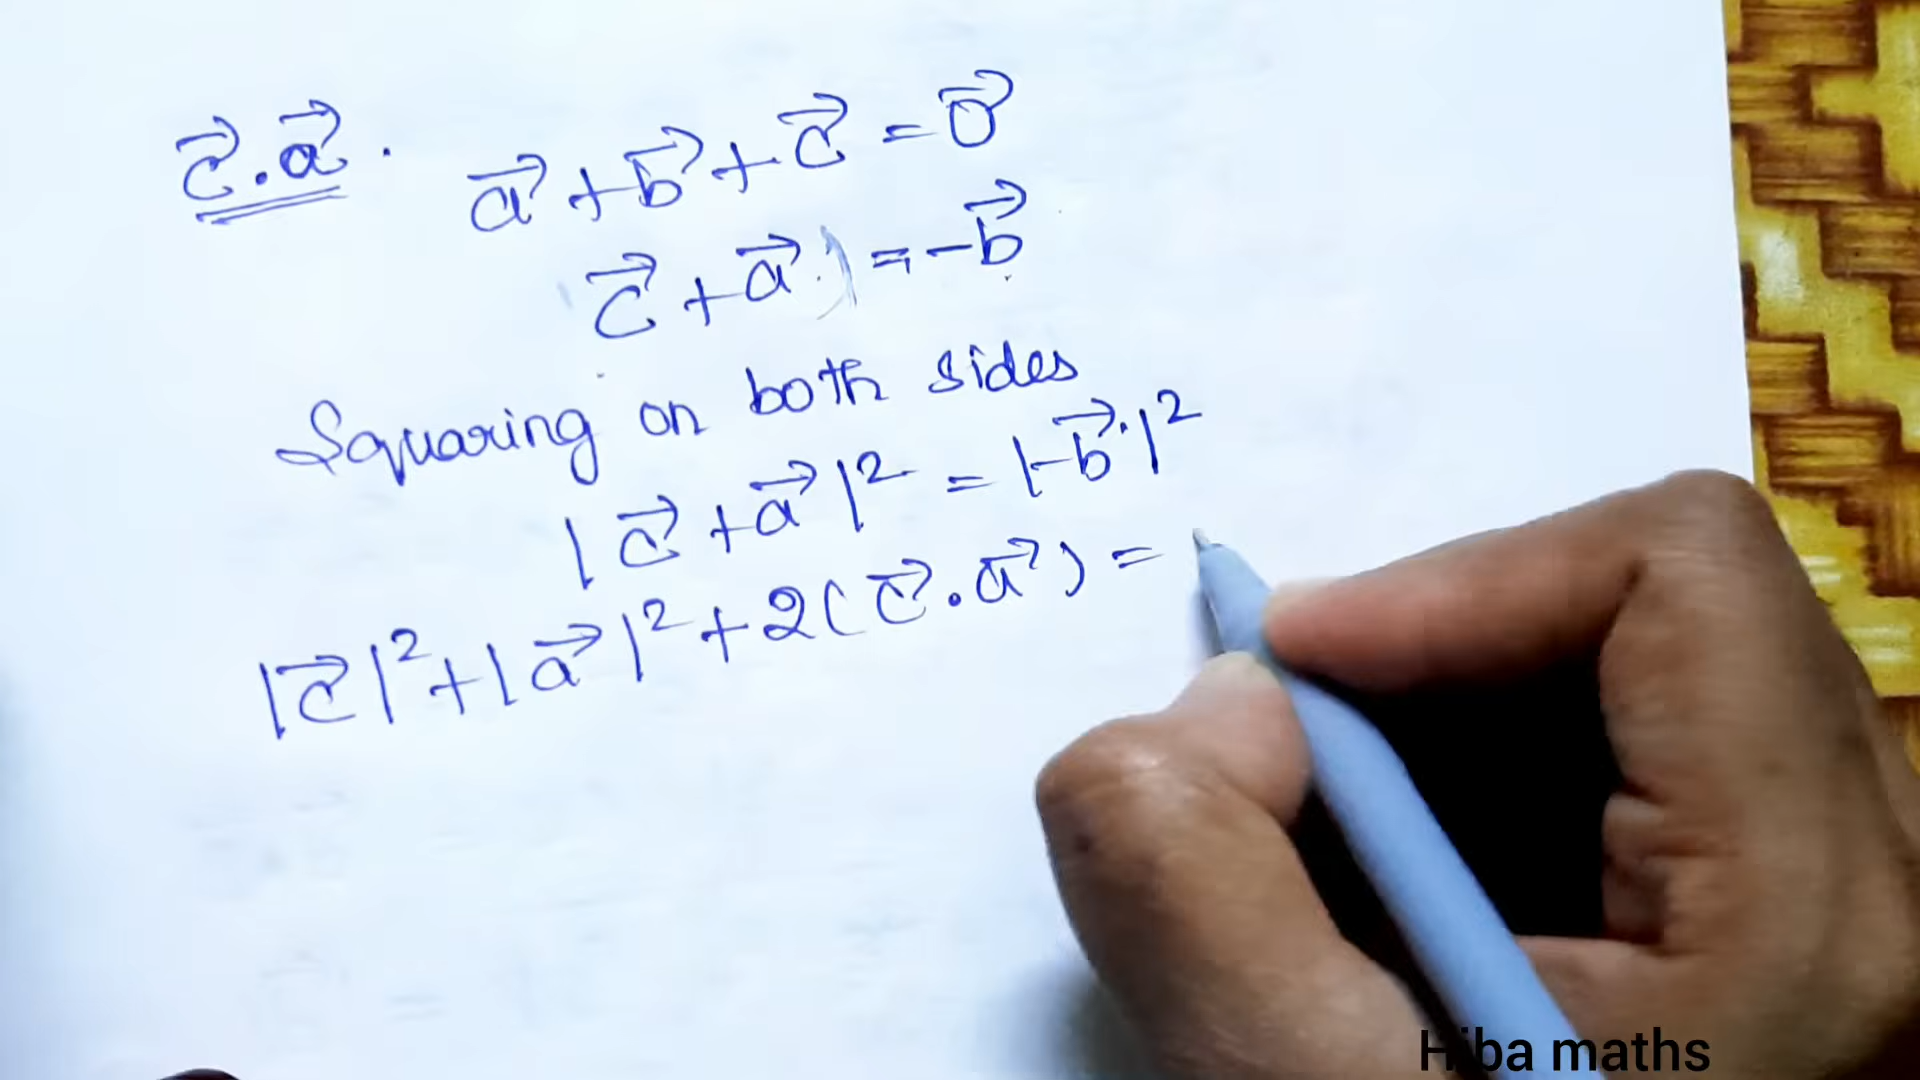 c⃗.a⃗. a⃗+b⃗+c⃗=0⃗
c⃗+a⃗)=-b⃗
Squaring on both sides
|c⃗+a⃗|²=|-b⃗|²
|c⃗|²+|a⃗|²+2(c⃗.a⃗)=
Hiba maths